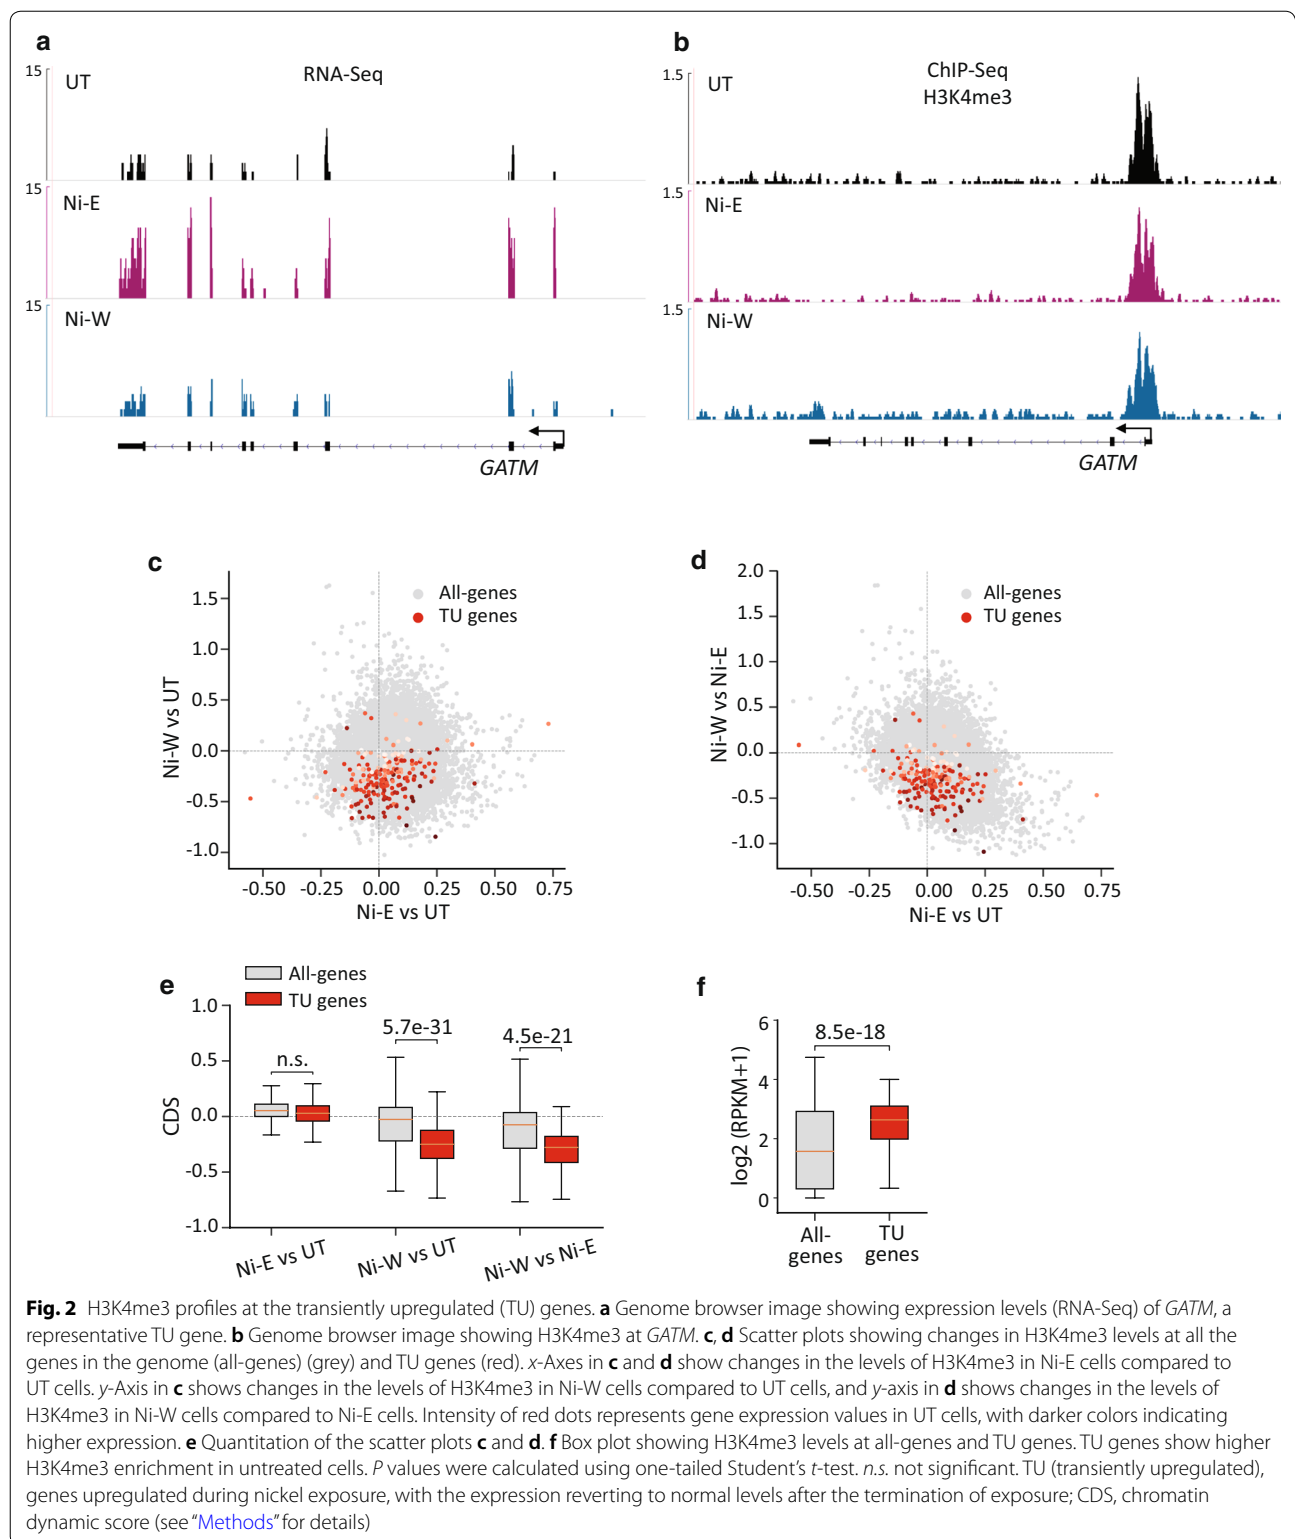 a
15
UT
RNA-Seq
15
Ni-E
15
Ni-W
GATM
b
1.5
UT
ChIP-Seq
H3K4me3
1.5
Ni-E
1.5
Ni-W
GATM
c
All-genes
TU genes
1.5
1.0
0.5
0.0
-0.5
-1.0
Ni-W vs UT
-0.50 -0.25 0.00 0.25 0.50 0.75
Ni-E vs UT
d
All-genes
TU genes
2.0
1.5
1.0
0.5
0.0
-0.5
-1.0
Ni-W vs Ni-E
-0.50 -0.25 0.00 0.25 0.50 0.75
Ni-E vs UT
e
All-genes
TU genes
1.0
0.5
0.0
-0.5
-1.0
CDS
n.s.
5.7e-31
4.5e-21
Ni-E vs UT
Ni-W vs UT
Ni-W vs Ni-E
f
6
4
2
0
log2 (RPKM+1)
8.5e-18
All-
genes
TU
genes
Fig. 2 H3K4me3 profiles at the transiently upregulated (TU) genes. a Genome browser image showing expression levels (RNA-Seq) of GATM, a
representative TU gene. b Genome browser image showing H3K4me3 at GATM. c, d Scatter plots showing changes in H3K4me3 levels at all the
genes in the genome (all-genes) (grey) and TU genes (red). x-Axes in c and d show changes in the levels of H3K4me3 in Ni-E cells compared to
UT cells. y-Axis in c shows changes in the levels of H3K4me3 in Ni-W cells compared to UT cells, and y-axis in d shows changes in the levels of
H3K4me3 in Ni-W cells compared to Ni-E cells. Intensity of red dots represents gene expression values in UT cells, with darker colors indicating
higher expression. e Quantitation of the scatter plots c and d. f Box plot showing H3K4me3 levels at all-genes and TU genes. TU genes show higher
H3K4me3 enrichment in untreated cells. P values were calculated using one-tailed Student's t-test. n.s. not significant. TU (transiently upregulated),
genes upregulated during nickel exposure, with the expression reverting to normal levels after the termination of exposure; CDS, chromatin
dynamic score (see "Methods" for details)